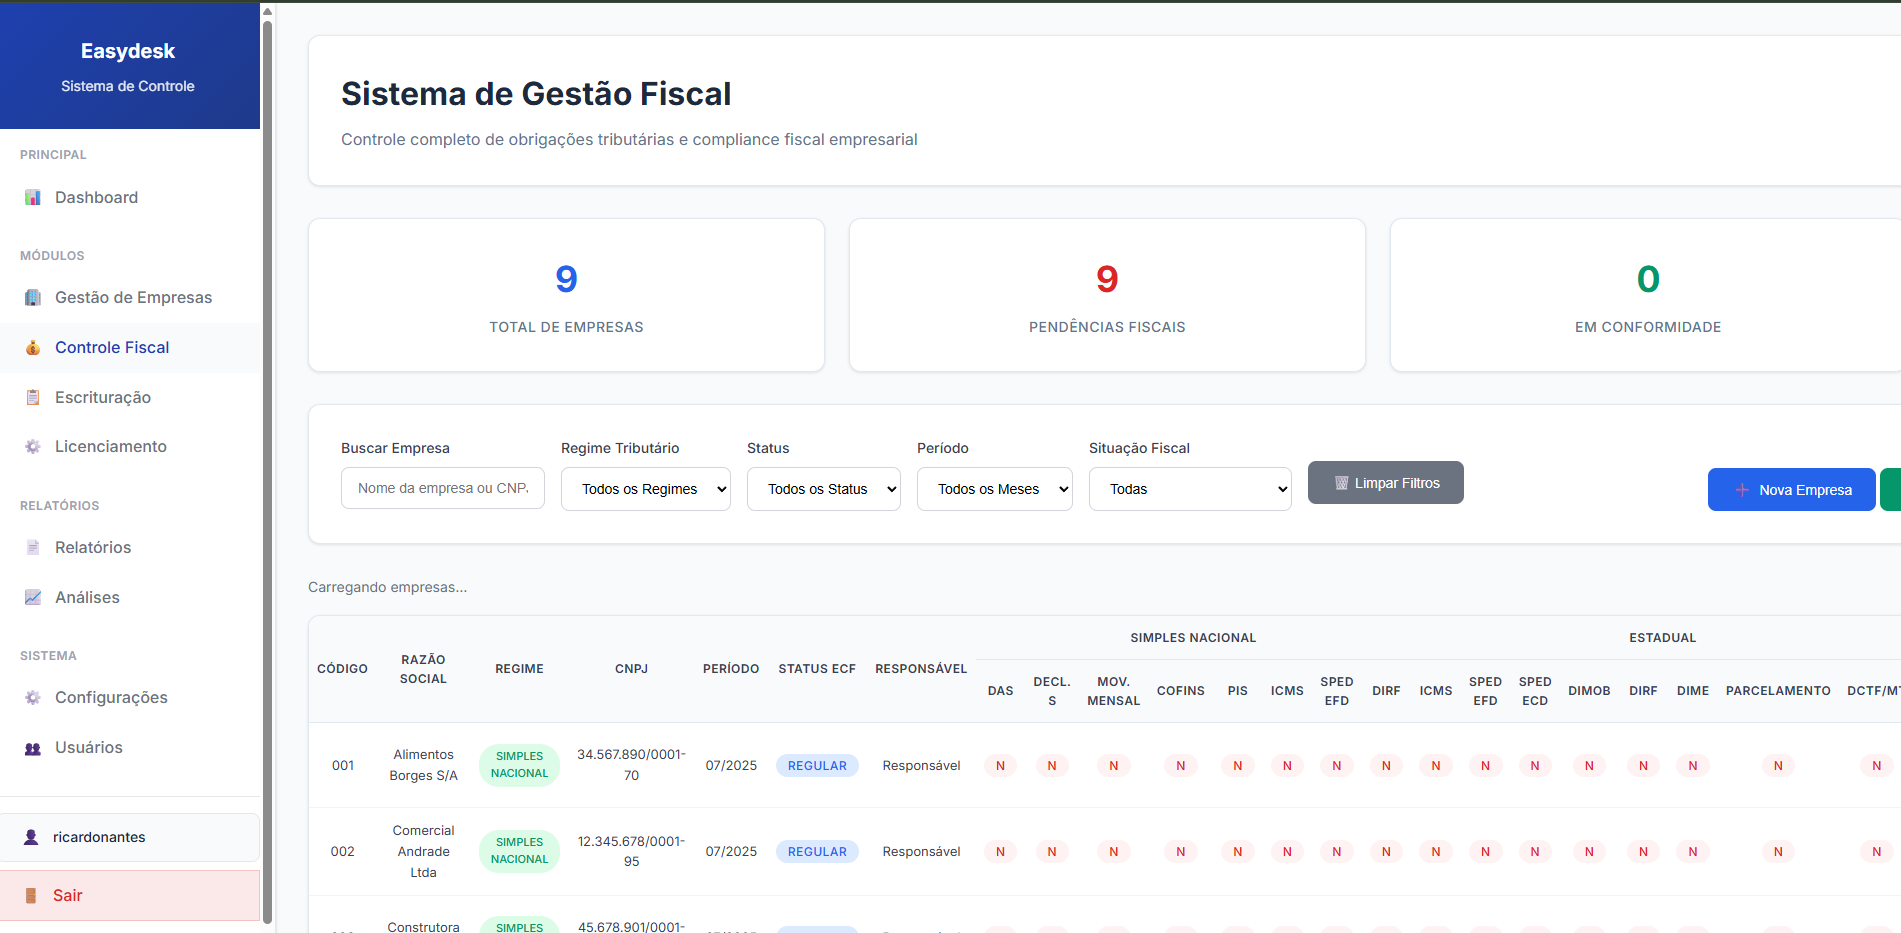 Easydesk
Sistema de Controle
PRINCIPAL
Dashboard
MÓDULOS
Gestão de Empresas
Controle Fiscal
Escrituração
Licenciamento
RELATÓRIOS
Relatórios
Análises
SISTEMA
Configurações
Usuários
ricardonantes
Sair
Sistema de Gestão Fiscal
Controle completo de obrigações tributárias e compliance fiscal empresarial
9
TOTAL DE EMPRESAS
9
PENDÊNCIAS FISCAIS
0
EM CONFORMIDADE
Buscar Empresa Regime Tributário Status Período Situação Fiscal
Nome da empresa ou CNPJ Todos os Regimes Todos os Status Todos os Meses Todas Limpar Filtros Nova Empresa
Carregando empresas...
SIMPLES NACIONAL ESTADUAL
CÓDIGO RAZÃO SOCIAL REGIME CNPJ PERÍODO STATUS ECF RESPONSÁVEL DAS DECL. S MOV. MENSAL COFINS PIS ICMS SPED EFD DIRF ICMS SPED EFD SPED ECD DIMOB DIRF DIME PARCELAMENTO DCTF/MT
001 Alimentos Borges S/A SIMPLES NACIONAL 34.567.890/0001-70 07/2025 REGULAR Responsável N N N N N N N N N N N N N N N N
002 Comercial Andrade Ltda SIMPLES NACIONAL 12.345.678/0001-95 07/2025 REGULAR Responsável N N N N N N N N N N N N N N N N
Construtora SIMPLES 45.678.901/0001-